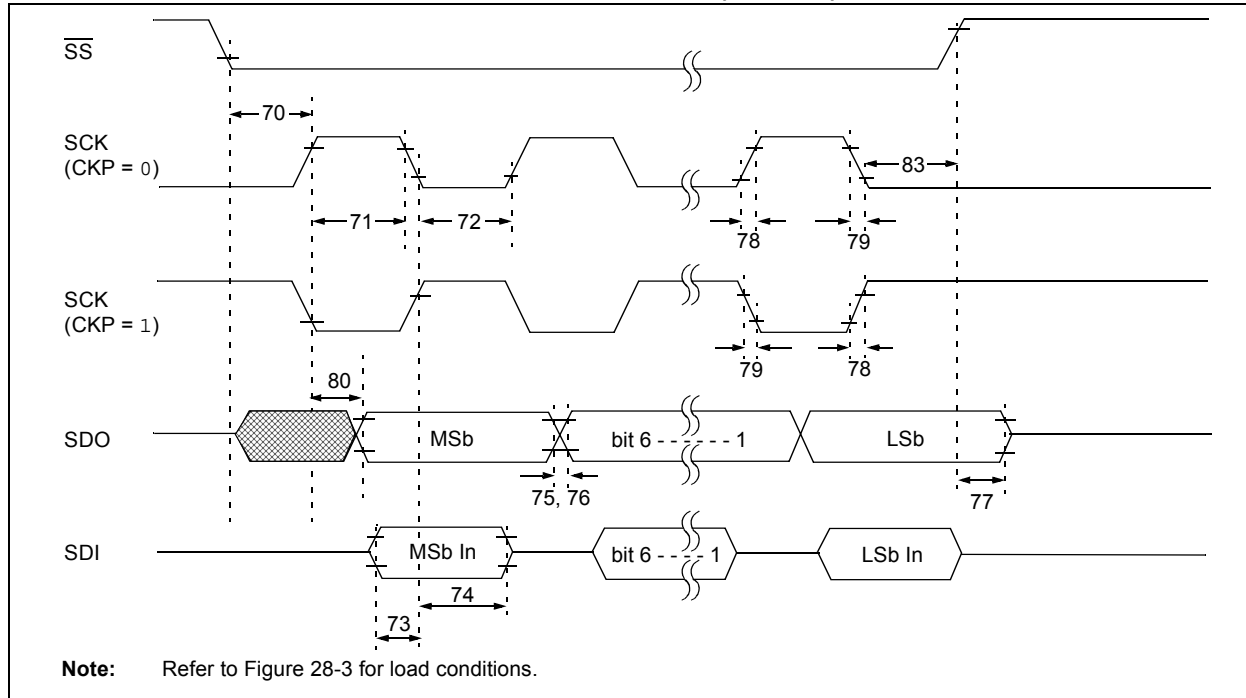 SS
70
SCK
(CKP = 0)
83
71
72
78
79
SCK
(CKP = 1)
79
78
80
SDO
MSb
bit 6 - - - - - - 1
LSb
75, 76
77
SDI
MSb In
bit 6 - - - - 1
LSb In
74
73
Note: Refer to Figure 28-3 for load conditions.